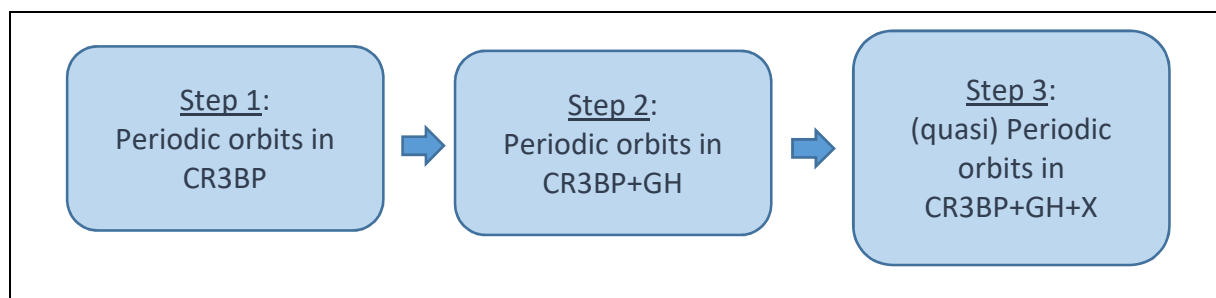 Step 1:
Periodic orbits in
CR3BP
Step 2:
Periodic orbits in
CR3BP+GH
Step 3:
(quasi) Periodic
orbits in
CR3BP+GH+X